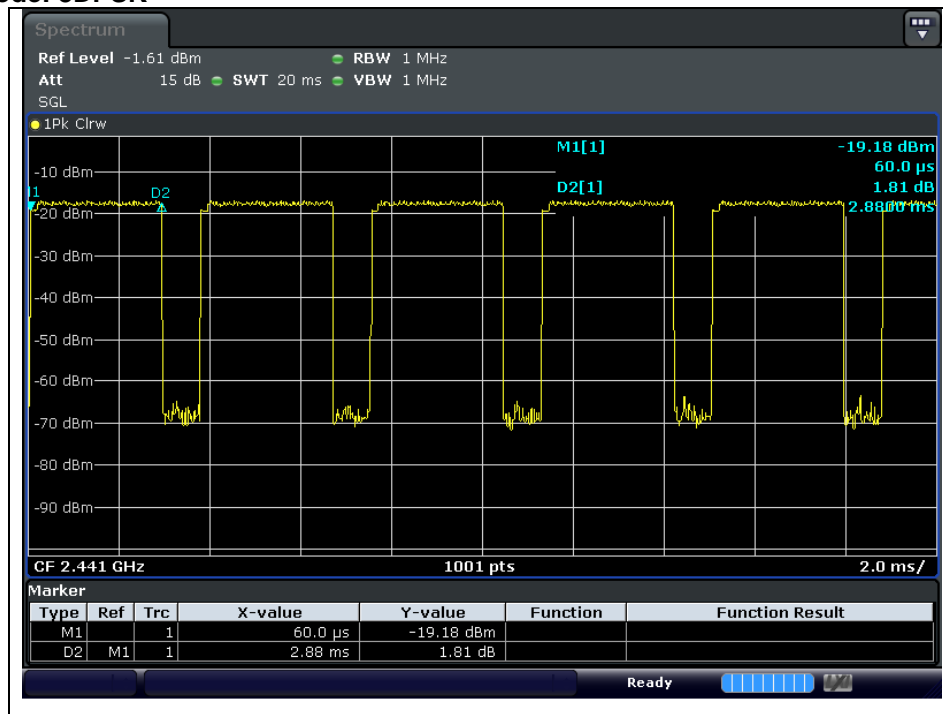 Spectrum
Ref Level -1.61 dBm RBW 1 MHz
Att 15 dB SWT 20 ms VBW 1 MHz
SGL
1Pk Clrw
M1[1] -19.18 dBm
60.0 µs
D2[1] 1.81 dB
2.8800 ms
-10 dBm
D2
-20 dBm
-30 dBm
-40 dBm
-50 dBm
-60 dBm
-70 dBm
-80 dBm
-90 dBm
CF 2.441 GHz 1001 pts 2.0 ms/
Marker
Type Ref Trc X-value Y-value Function Function Result
M1 1 60.0 µs -19.18 dBm
D2 M1 1 2.88 ms 1.81 dB
Ready